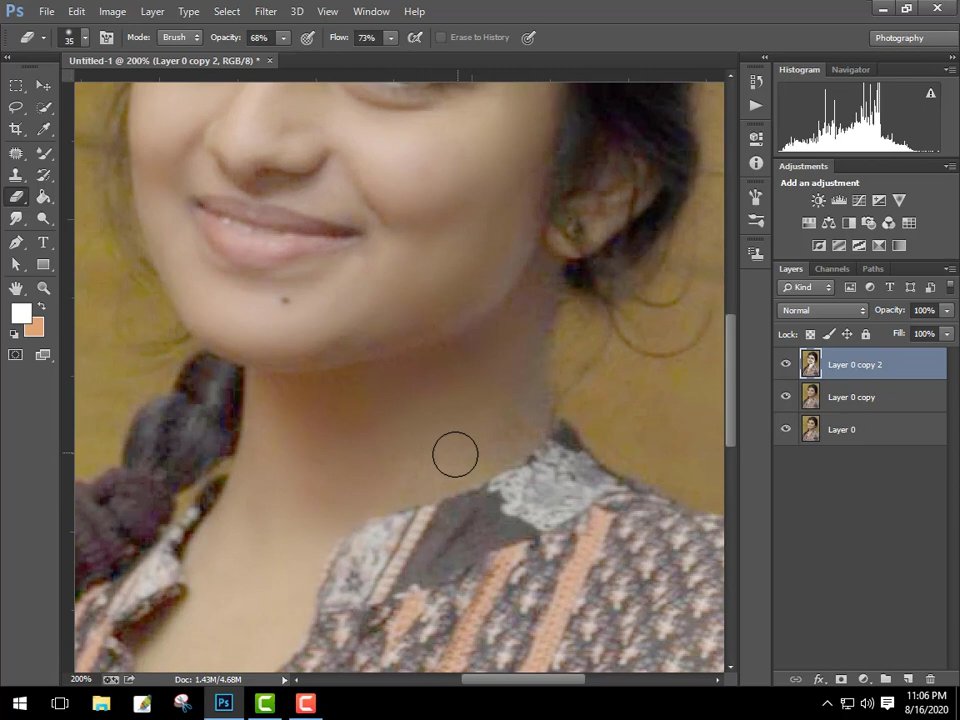 Ps File Edit Image Layer Type Select Filter 3D View Window Help
35 Mode: Brush Opacity: 68% Flow: 73% Erase to History Photography
Untitled-1 @ 200% (Layer 0 copy 2, RGB/8) * ×
Histogram Navigator
Adjustments
Add an adjustment
Layers Channels Paths
Kind
Normal Opacity: 100%
Lock: Fill: 100%
Layer 0 copy 2
Layer 0 copy
Layer 0
200% Doc: 1.43M/4.68M
Ps
11:06 PM
8/16/2020